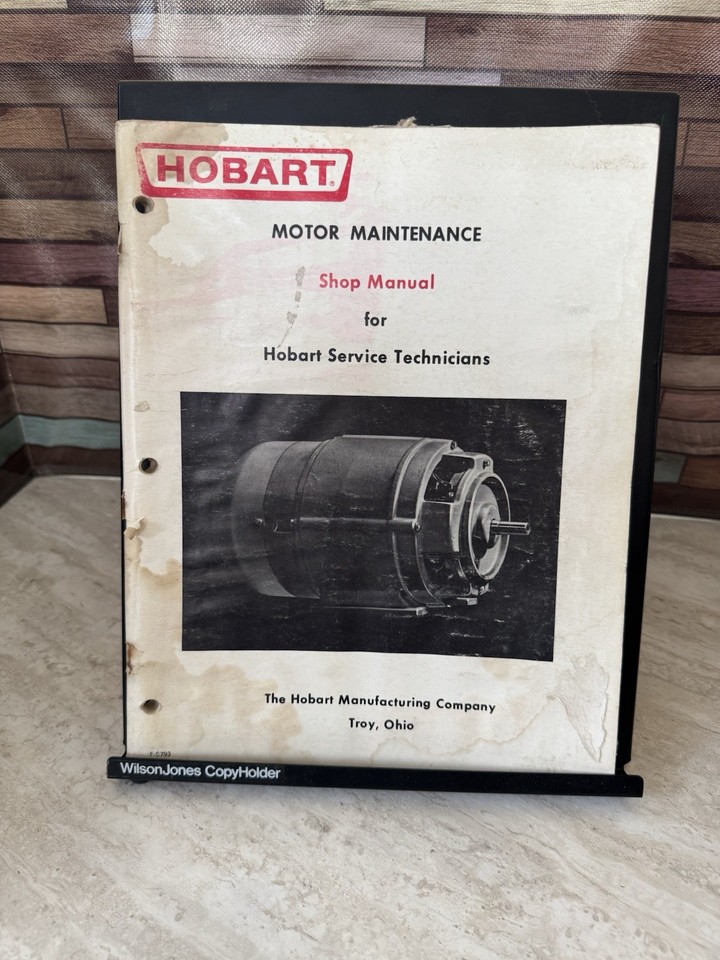 HOBART®
MOTOR MAINTENANCE
Shop Manual
for
Hobart Service Technicians
The Hobart Manufacturing Company
Troy, Ohio
WilsonJones CopyHolder